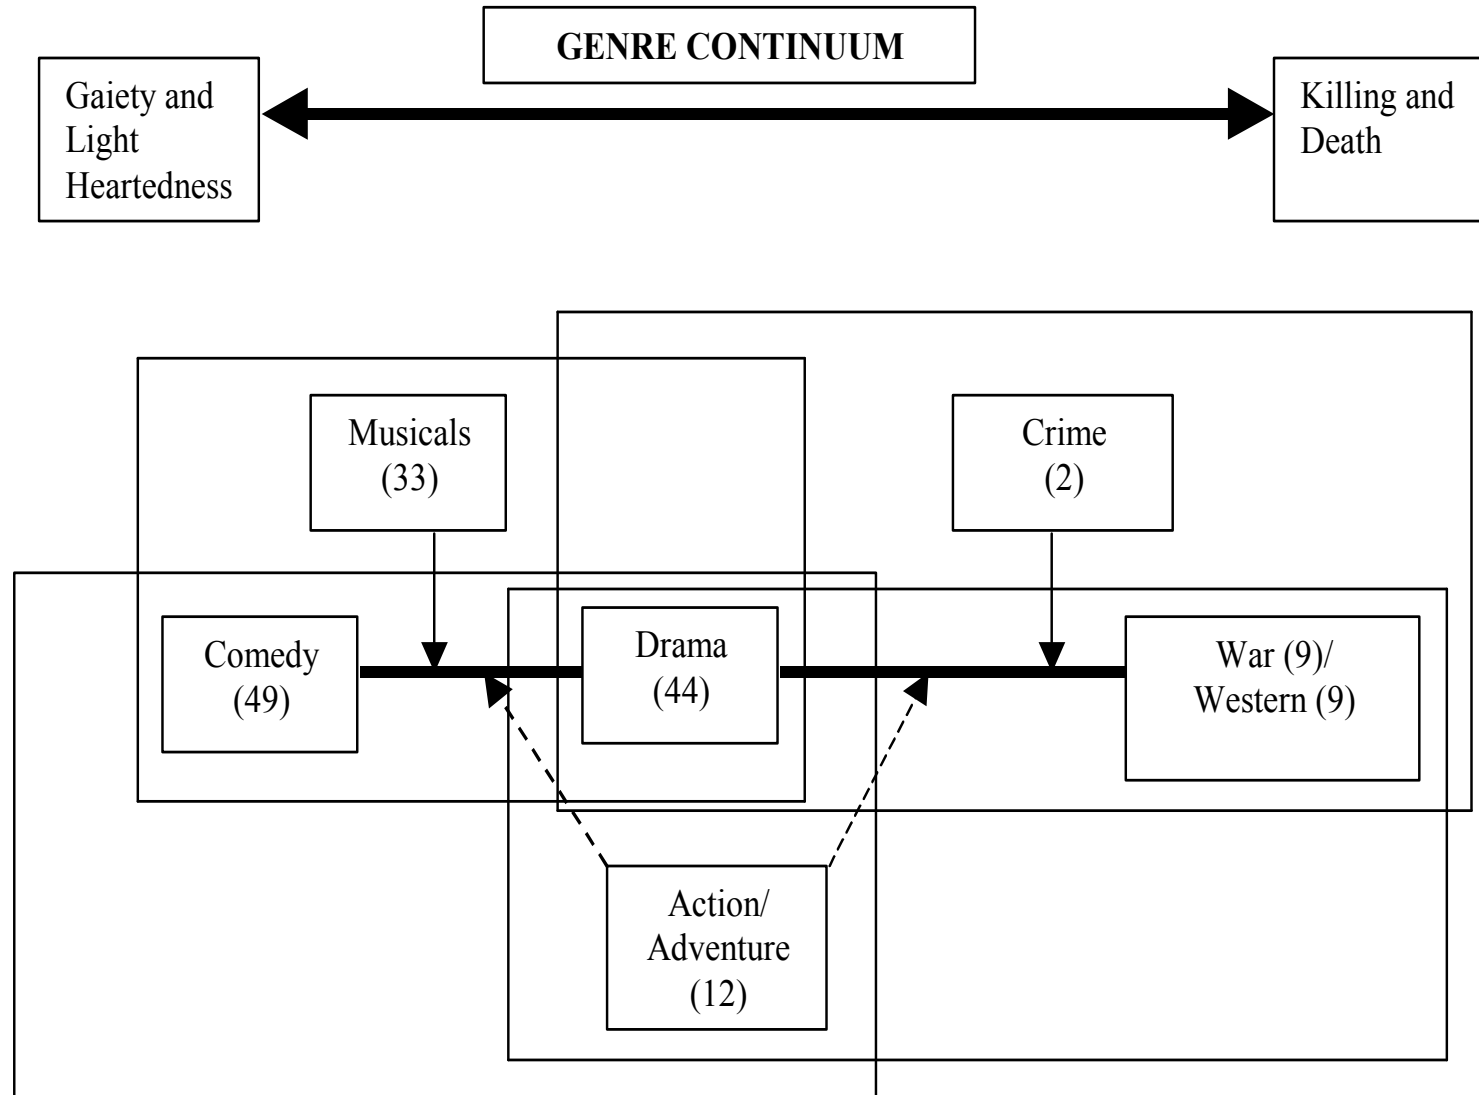 GENRE CONTINUUM
Gaiety and
Light
Heartedness
Killing and
Death
Musicals
(33)
Crime
(2)
Comedy
(49)
Drama
(44)
War (9)/
Western (9)
Action/
Adventure
(12)